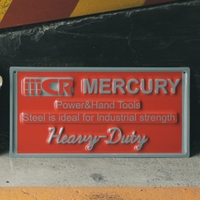 MCR MERCURY
Power&Hand Tools
Steel is ideal for Industrial strength
Heavy-Duty